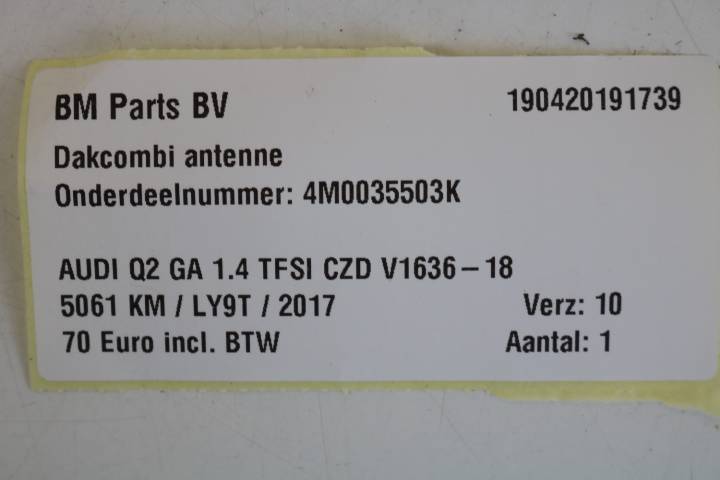 BM Parts BV 190420191739
Dakcombi antenne
Onderdeelnummer: 4M0035503K
AUDI Q2 GA 1.4 TFSI CZD V1636-18
5061 KM / LY9T / 2017 Verz: 10
70 Euro incl. BTW Aantal: 1